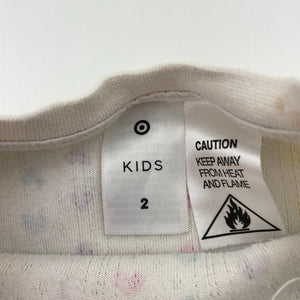 KIDS
2
CAUTION
KEEP AWAY
FROM HEAT
AND FLAME